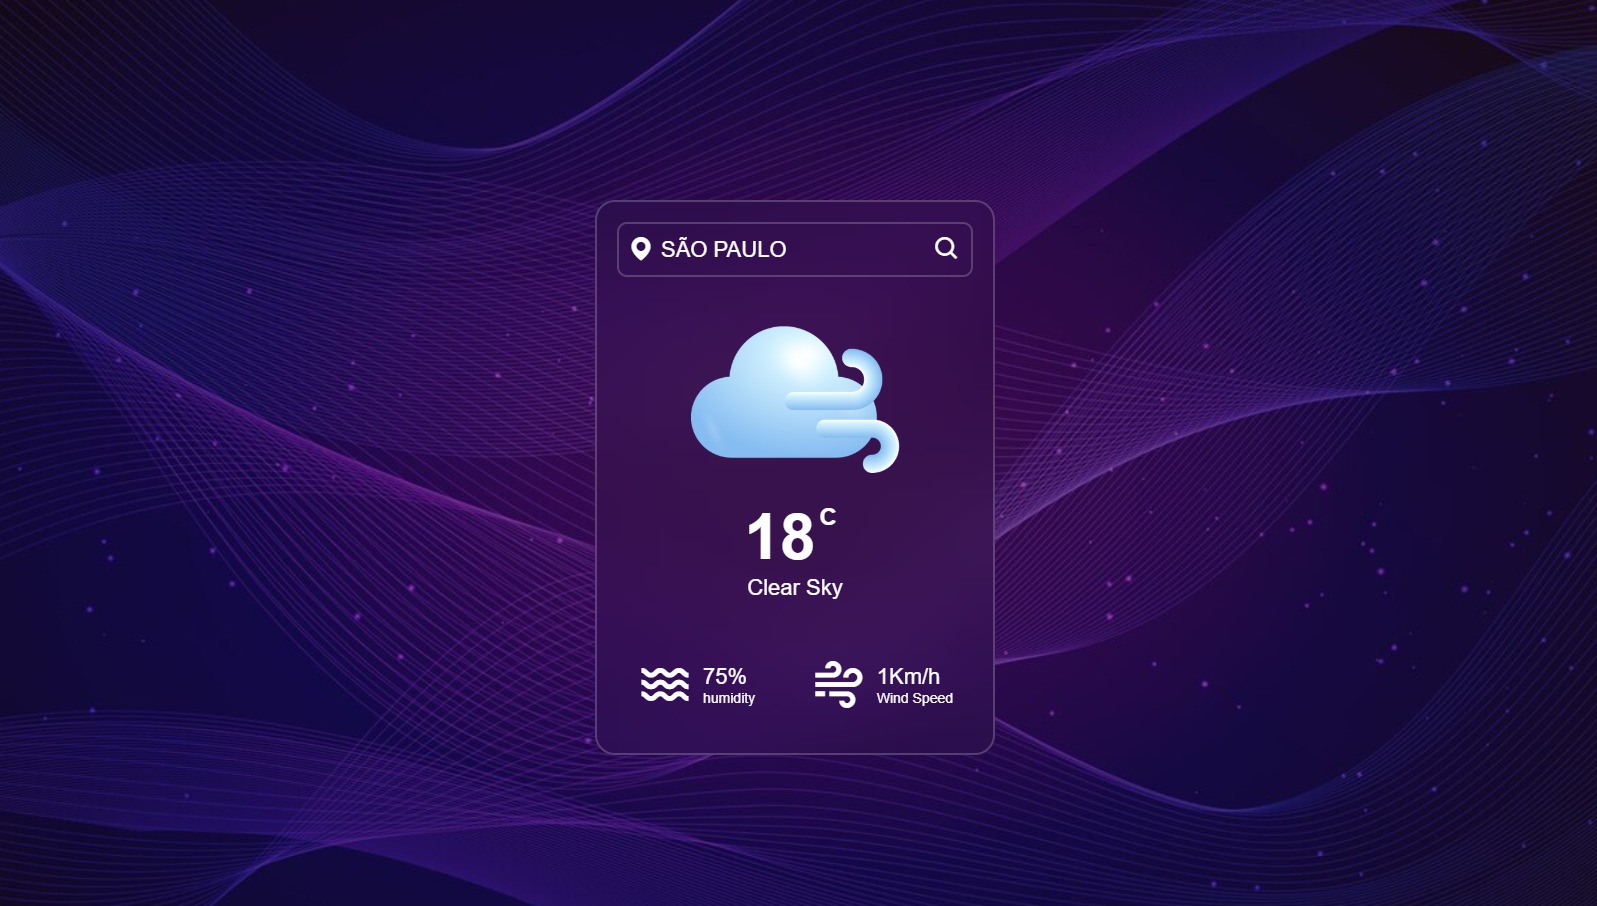 SÃO PAULO
18 C
Clear Sky
75%
humidity
1Km/h
Wind Speed